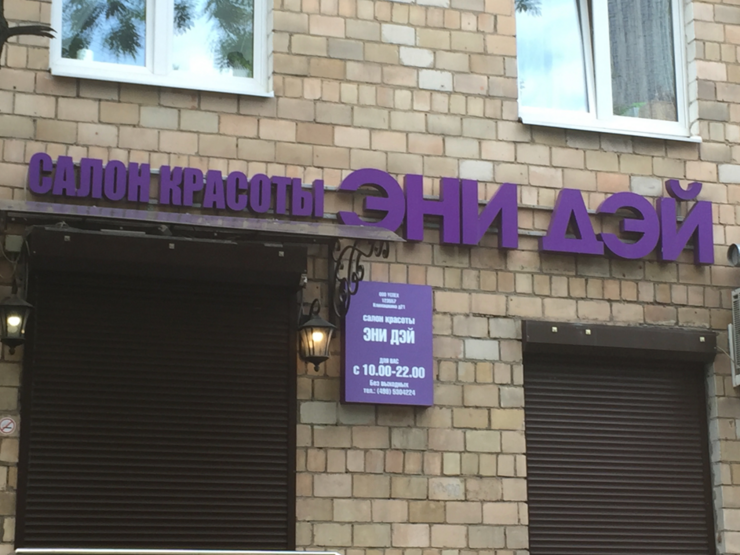 САЛОН КРАСОТЫ ЭНИ ДЭЙ
салон красоты
ЭНИ ДЭЙ
для вас
с 10.00-22.00
Без выходных